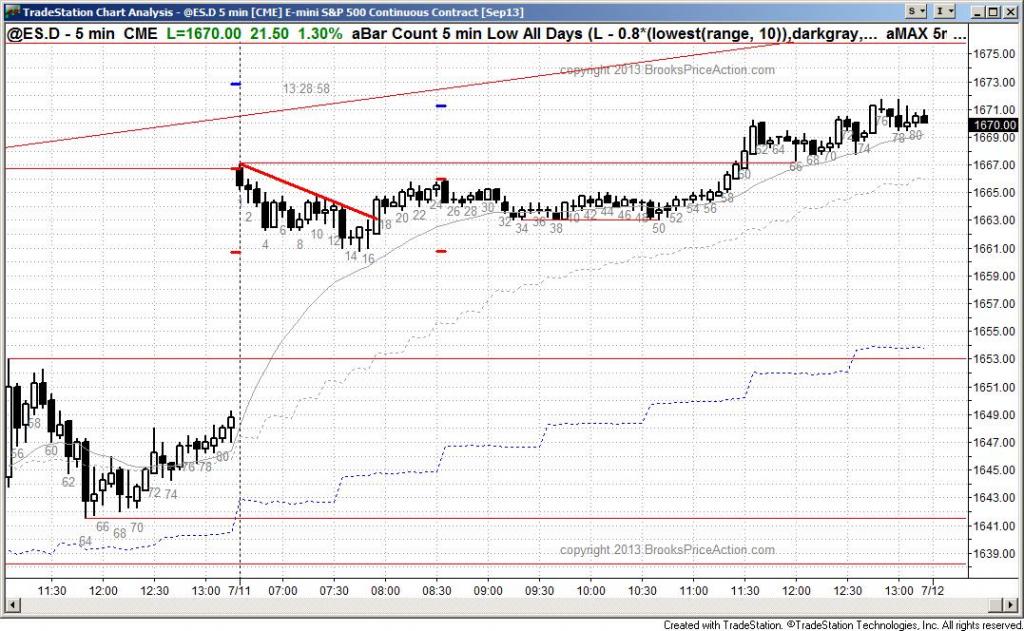 TradeStation Chart Analysis - @ES.D 5 min [CME] E-mini S&P 500 Continuous Contract [Sep13]
S I
@ES.D - 5 min CME L=1670.00 21.50 1.30% aBar Count 5 min Low All Days (L - 0.8*(lowest(range, 10)),darkgray,... aMAX 5r ...
1675.00
copyright 2013 BrooksPriceAction.com
1673.00
13:28:58
1671.00
1670.00
1669.00
1667.00
1665.00
1663.00
1661.00
1659.00
1657.00
1655.00
1653.00
1651.00
1649.00
1647.00
1645.00
1643.00
1641.00
1639.00
56 58 60 62 64 66 68 70 72 74 76 78 80
2 4 6 8 10 12 14 16 18 20 22 24 26 28 30 32 34 36 38 40 42 44 46 48 50 52 54 56 58 60 62 64 66 68 70 72 74 76 78 80
copyright 2013 BrooksPriceAction.com
11:30 12:00 12:30 13:00 7/11 07:00 07:30 08:00 08:30 09:00 09:30 10:00 10:30 11:00 11:30 12:00 12:30 13:00 7/12
Created with TradeStation. ©TradeStation Technologies, Inc. All rights reserved.